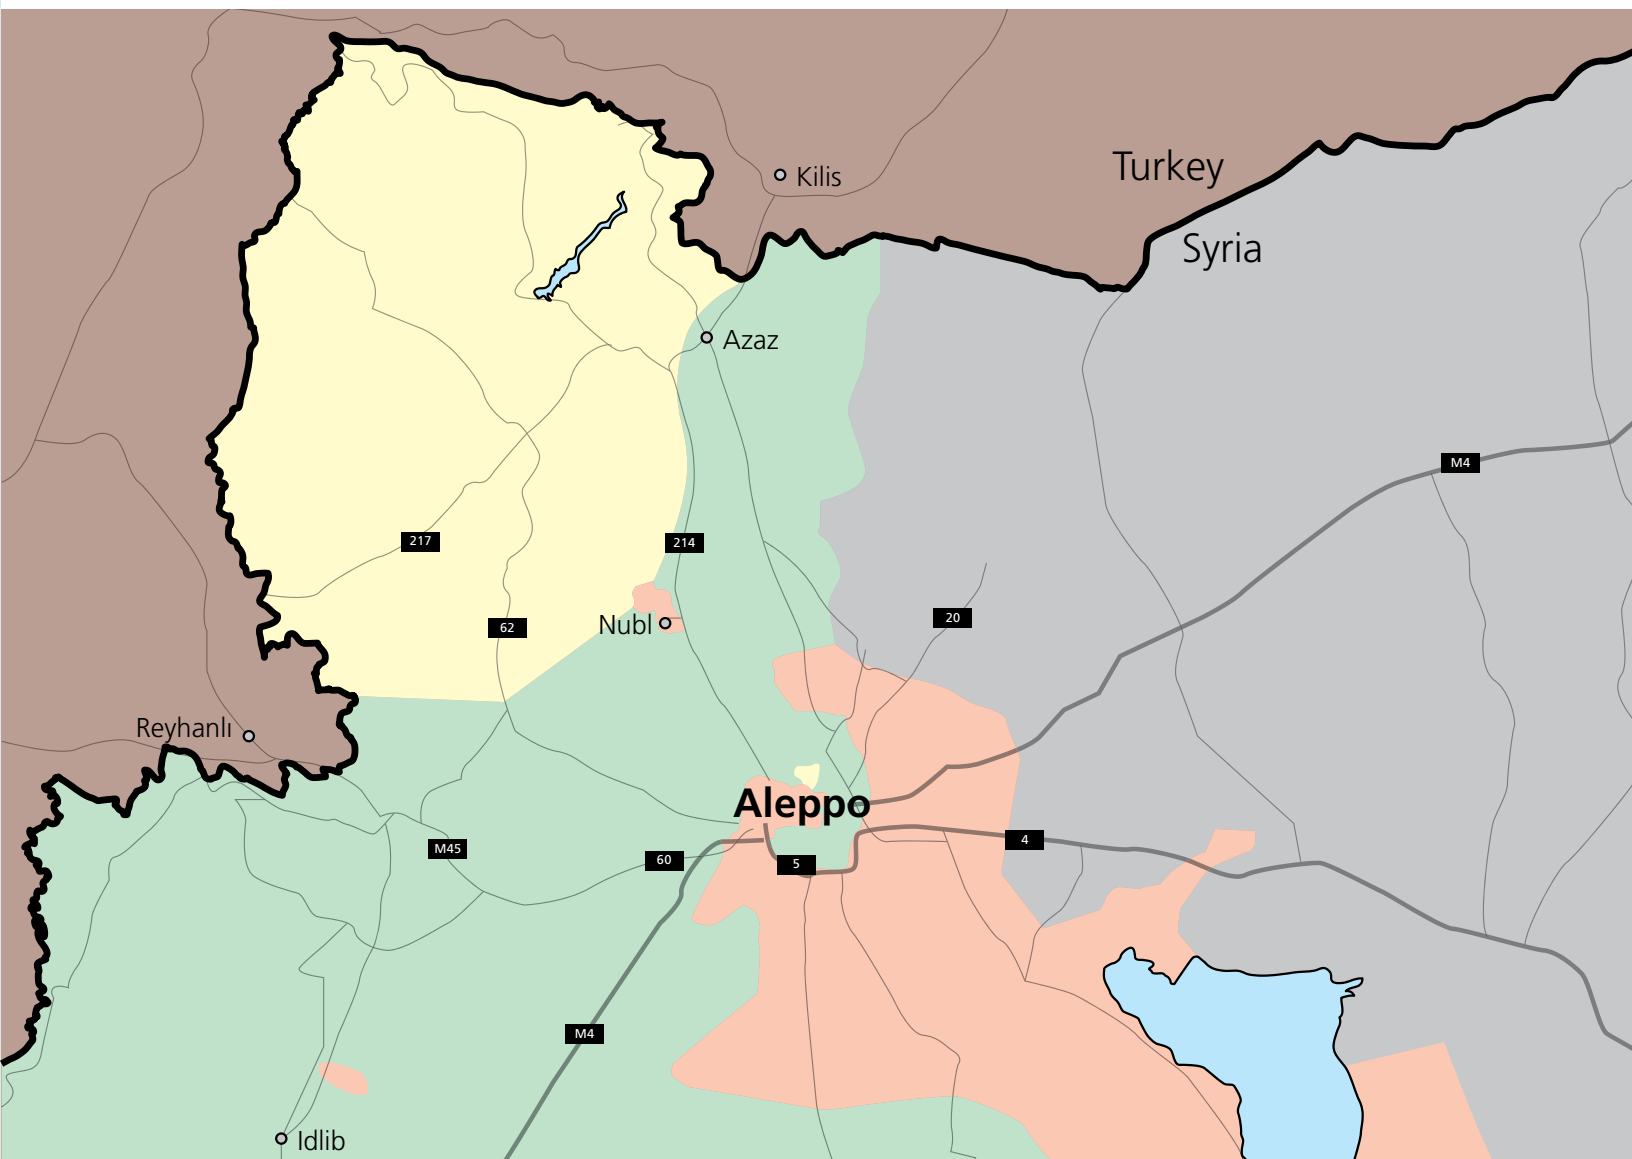 Turkey
Kilis
Syria
Azaz
M4
217
214
62
Nubl
20
Reyhanlı
Aleppo
M45
60
5
4
M4
Idlib